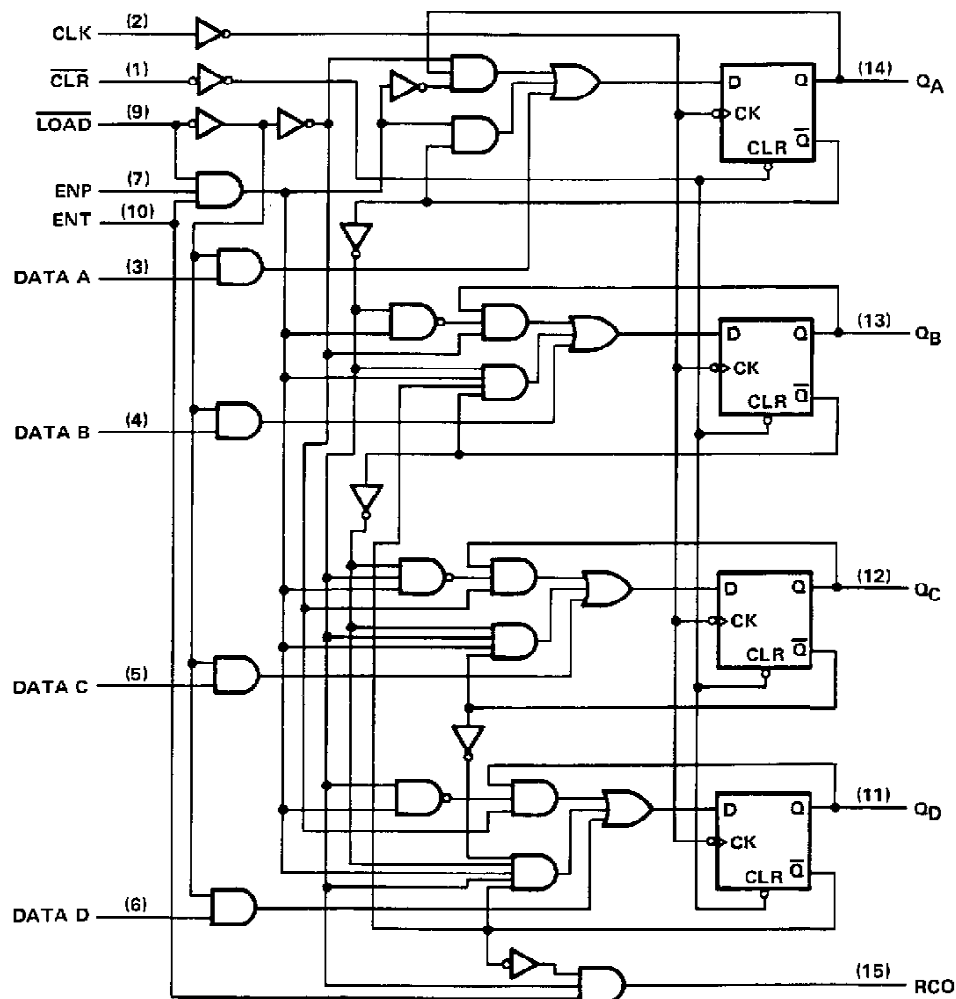 CLK (2)
CLR (1)
LOAD (9)
ENP (7)
ENT (10)
D Q (14) QA
CK
CLR Q
DATA A (3)
D Q (13) QB
CK
CLR Q
DATA B (4)
D Q (12) QC
CK
CLR Q
DATA C (5)
D Q (11) QD
CK
CLR Q
DATA D (6)
(15) RCO